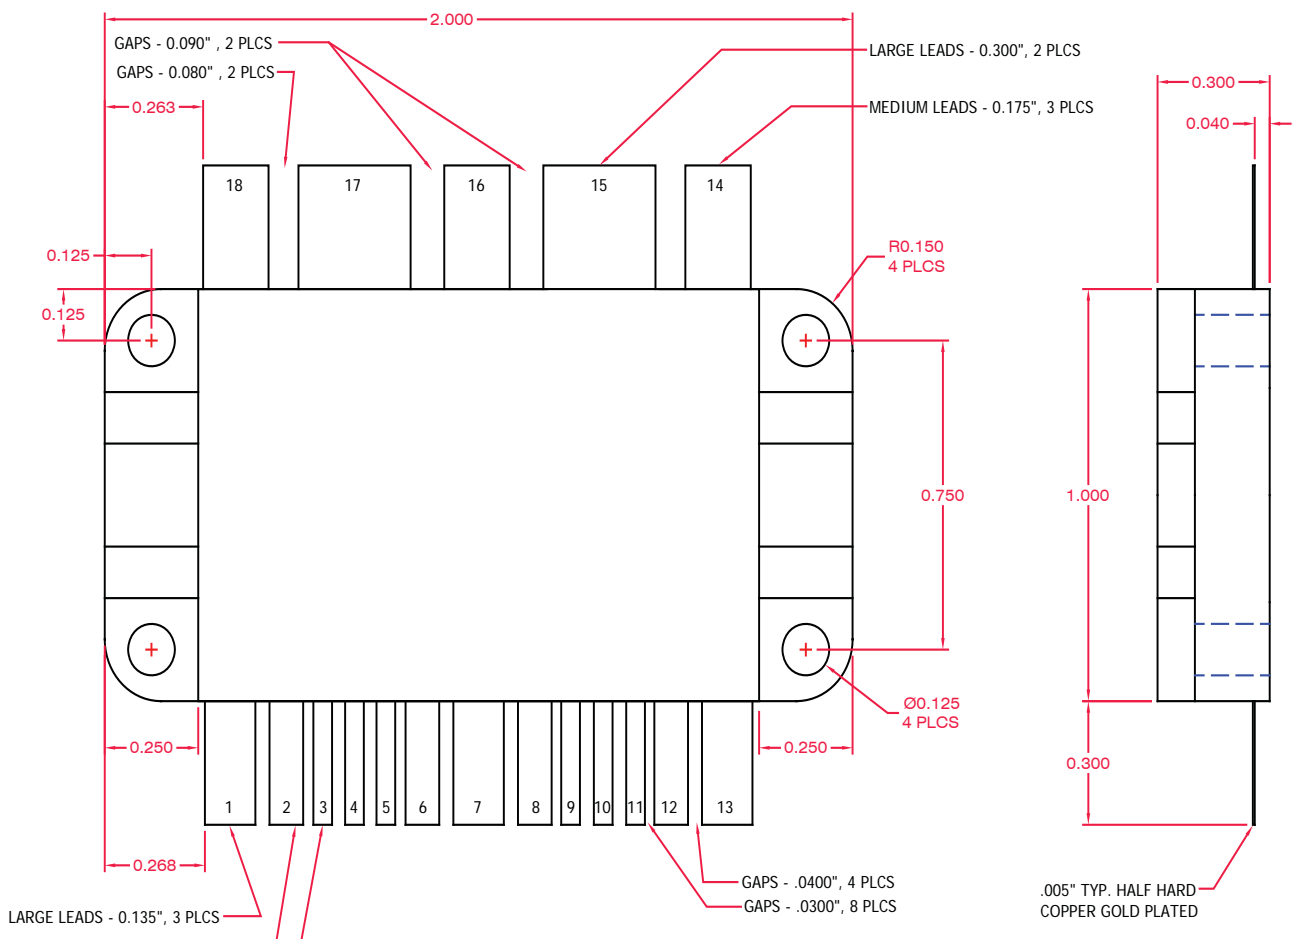 2.000
GAPS - 0.090" , 2 PLCS
LARGE LEADS - 0.300", 2 PLCS
GAPS - 0.080" , 2 PLCS
0.300
0.263
MEDIUM LEADS - 0.175", 3 PLCS
0.040
18
17
16
15
14
0.125
R0.150
4 PLCS
0.125
0.750
1.000
Ø0.125
4 PLCS
0.250
0.250
0.300
1
2
3
4
5
6
7
8
9
10
11
12
13
0.268
GAPS - .0400", 4 PLCS
GAPS - .0300", 8 PLCS
.005" TYP. HALF HARD
COPPER GOLD PLATED
LARGE LEADS - 0.135", 3 PLCS